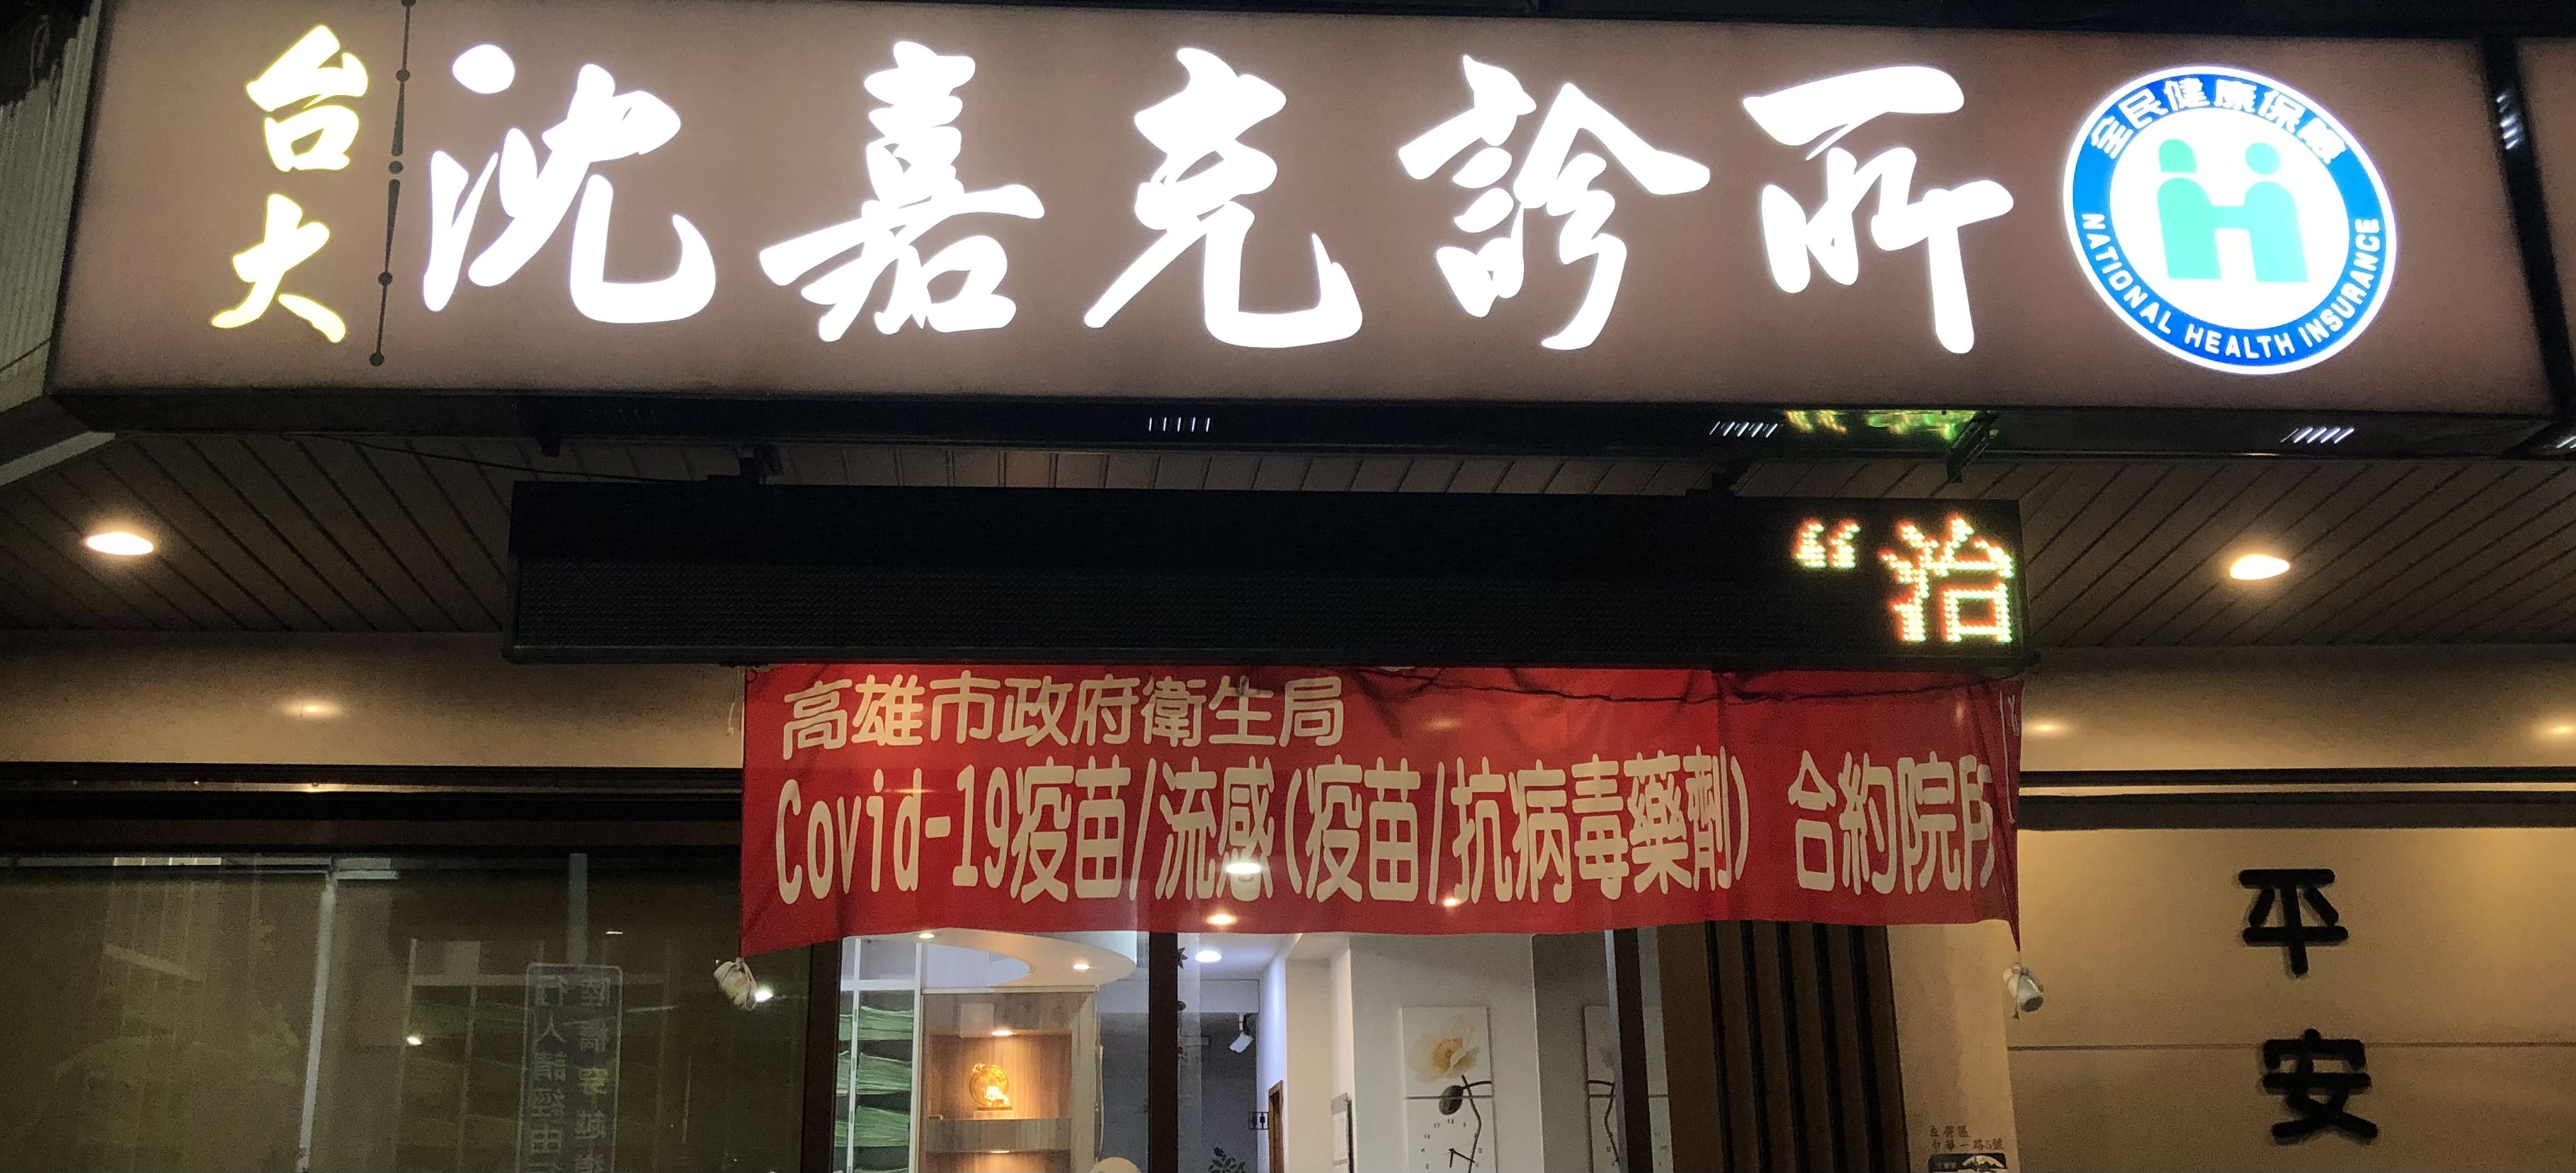 台大
沈嘉克診所
全民健康保險
NATIONAL HEALTH INSURANCE
“治
高雄市政府衛生局
Covid-19疫苗/流感(疫苗/抗病毒藥劑) 合約院所
平安